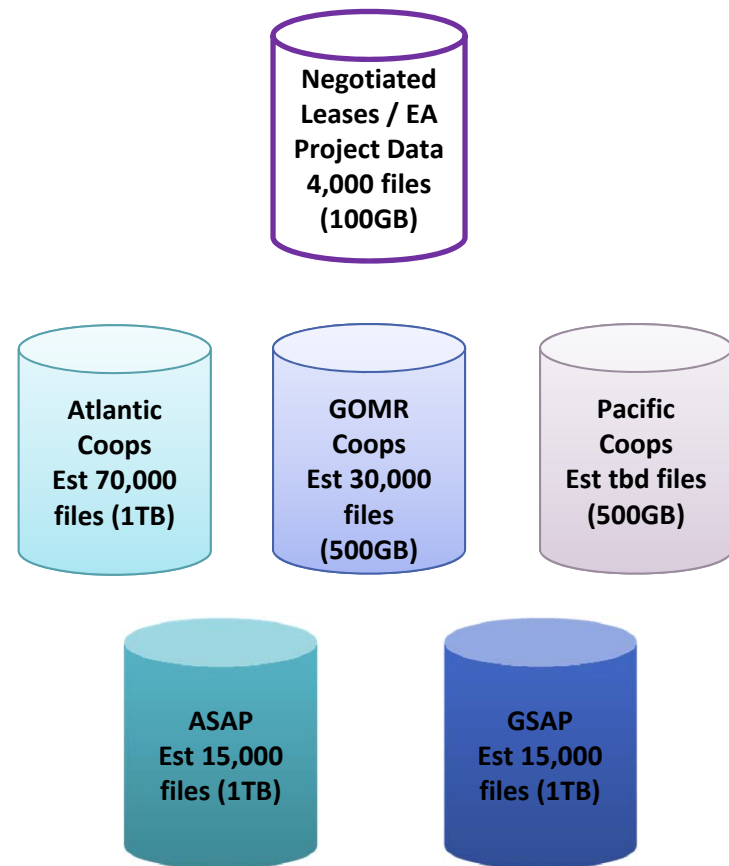 Negotiated
Leases / EA
Project Data
4,000 files
(100GB)
Atlantic
Coops
Est 70,000
files (1TB)
GOMR
Coops
Est 30,000
files
(500GB)
Pacific
Coops
Est tbd files
(500GB)
ASAP
Est 15,000
files (1TB)
GSAP
Est 15,000
files (1TB)